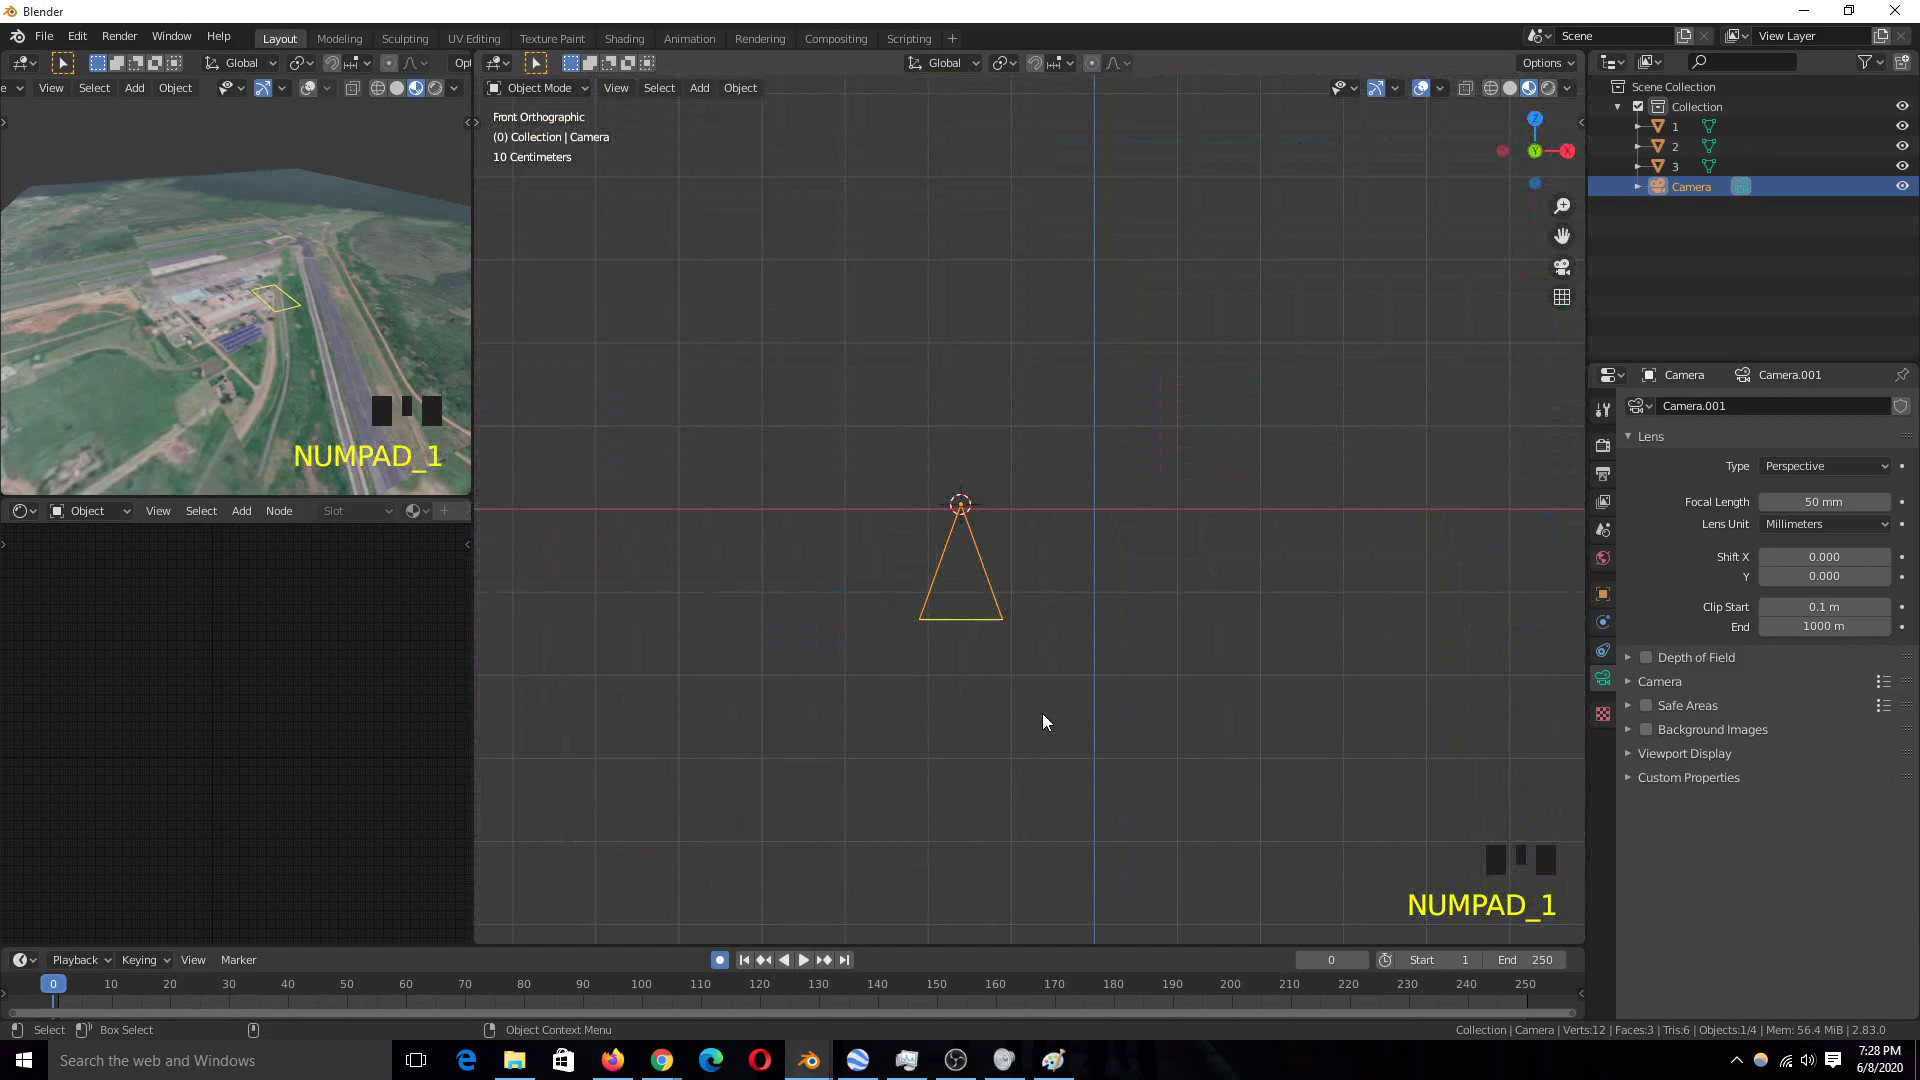 Blender
File Edit Render Window Help
Layout Modeling Sculpting UV Editing Texture Paint Shading Animation Rendering Compositing Scripting +
Scene
View Layer
Global
Opt
Global
Options
View Select Add Object
Object Mode View Select Add Object
Front Orthographic
(0) Collection | Camera
10 Centimeters
Z
Y
X
Scene Collection
Collection
1
2
3
Camera
NUMPAD_1
Camera Camera.001
Camera.001
Lens
Type Perspective
Focal Length 50 mm
Lens Unit Millimeters
Shift X 0.000
Y 0.000
Clip Start 0.1 m
End 1000 m
Depth of Field
Camera
Safe Areas
Background Images
Viewport Display
Custom Properties
Object View Select Add Object Node Slot
NUMPAD_1
Playback Keying View Marker
0 Start 1 End 250
0 10 20 30 40 50 60 70 80 90 100 110 120 130 140 150 160 170 180 190 200 210 220 230 240 250
Select Box Select Object Context Menu
Collection | Camera | Verts:12 | Faces:3 | Tris:6 | Objects:1/4 | Mem: 56.4 MiB | 2.83.0
Search the web and Windows
7:28 PM
6/8/2020